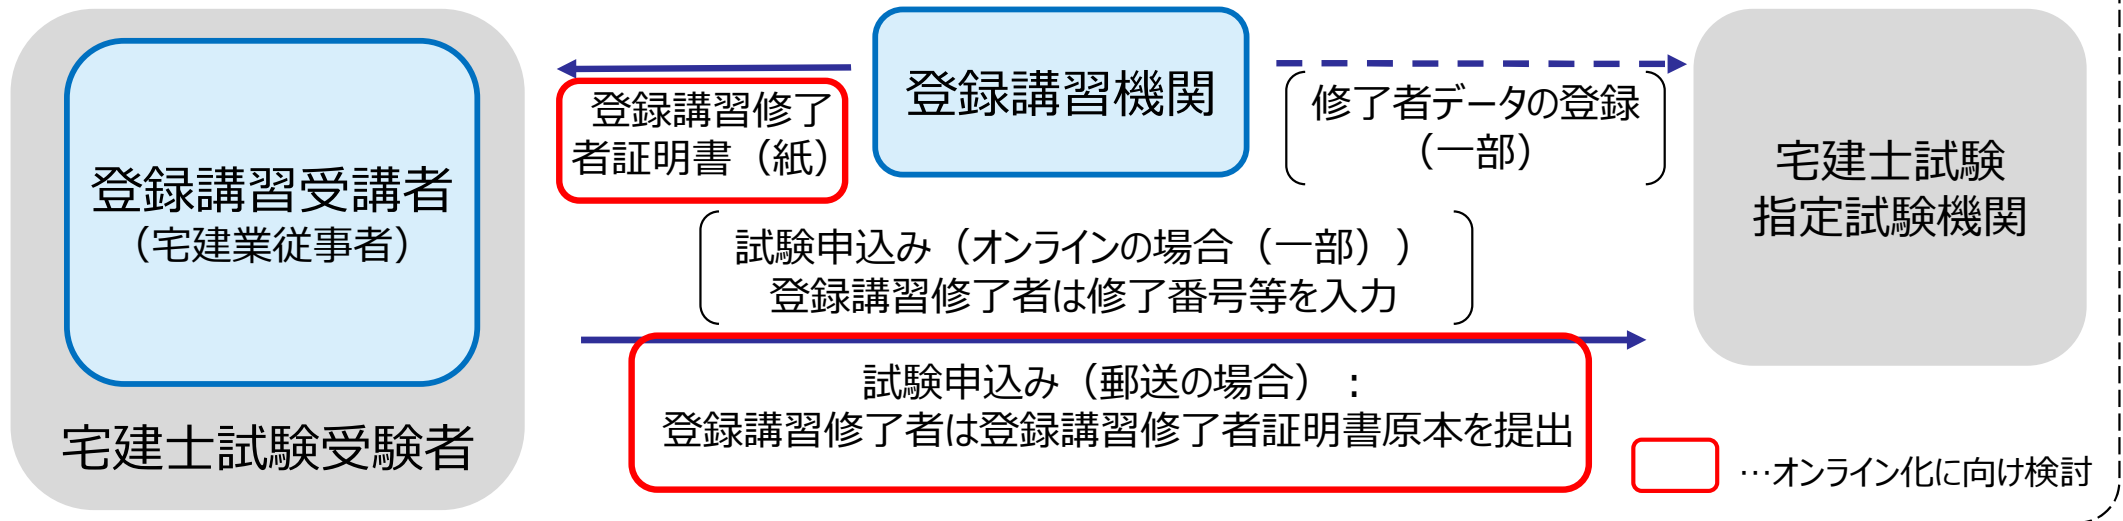 登録講習受講者
（宅建業従事者）
宅建士試験受験者
登録講習修了
者証明書（紙）
登録講習機関
修了者データの登録
（一部）
宅建士試験
指定試験機関
試験申込み（オンラインの場合（一部））
登録講習修了者は修了番号等を入力
試験申込み（郵送の場合）：
登録講習修了者は登録講習修了者証明書原本を提出
…オンライン化に向け検討